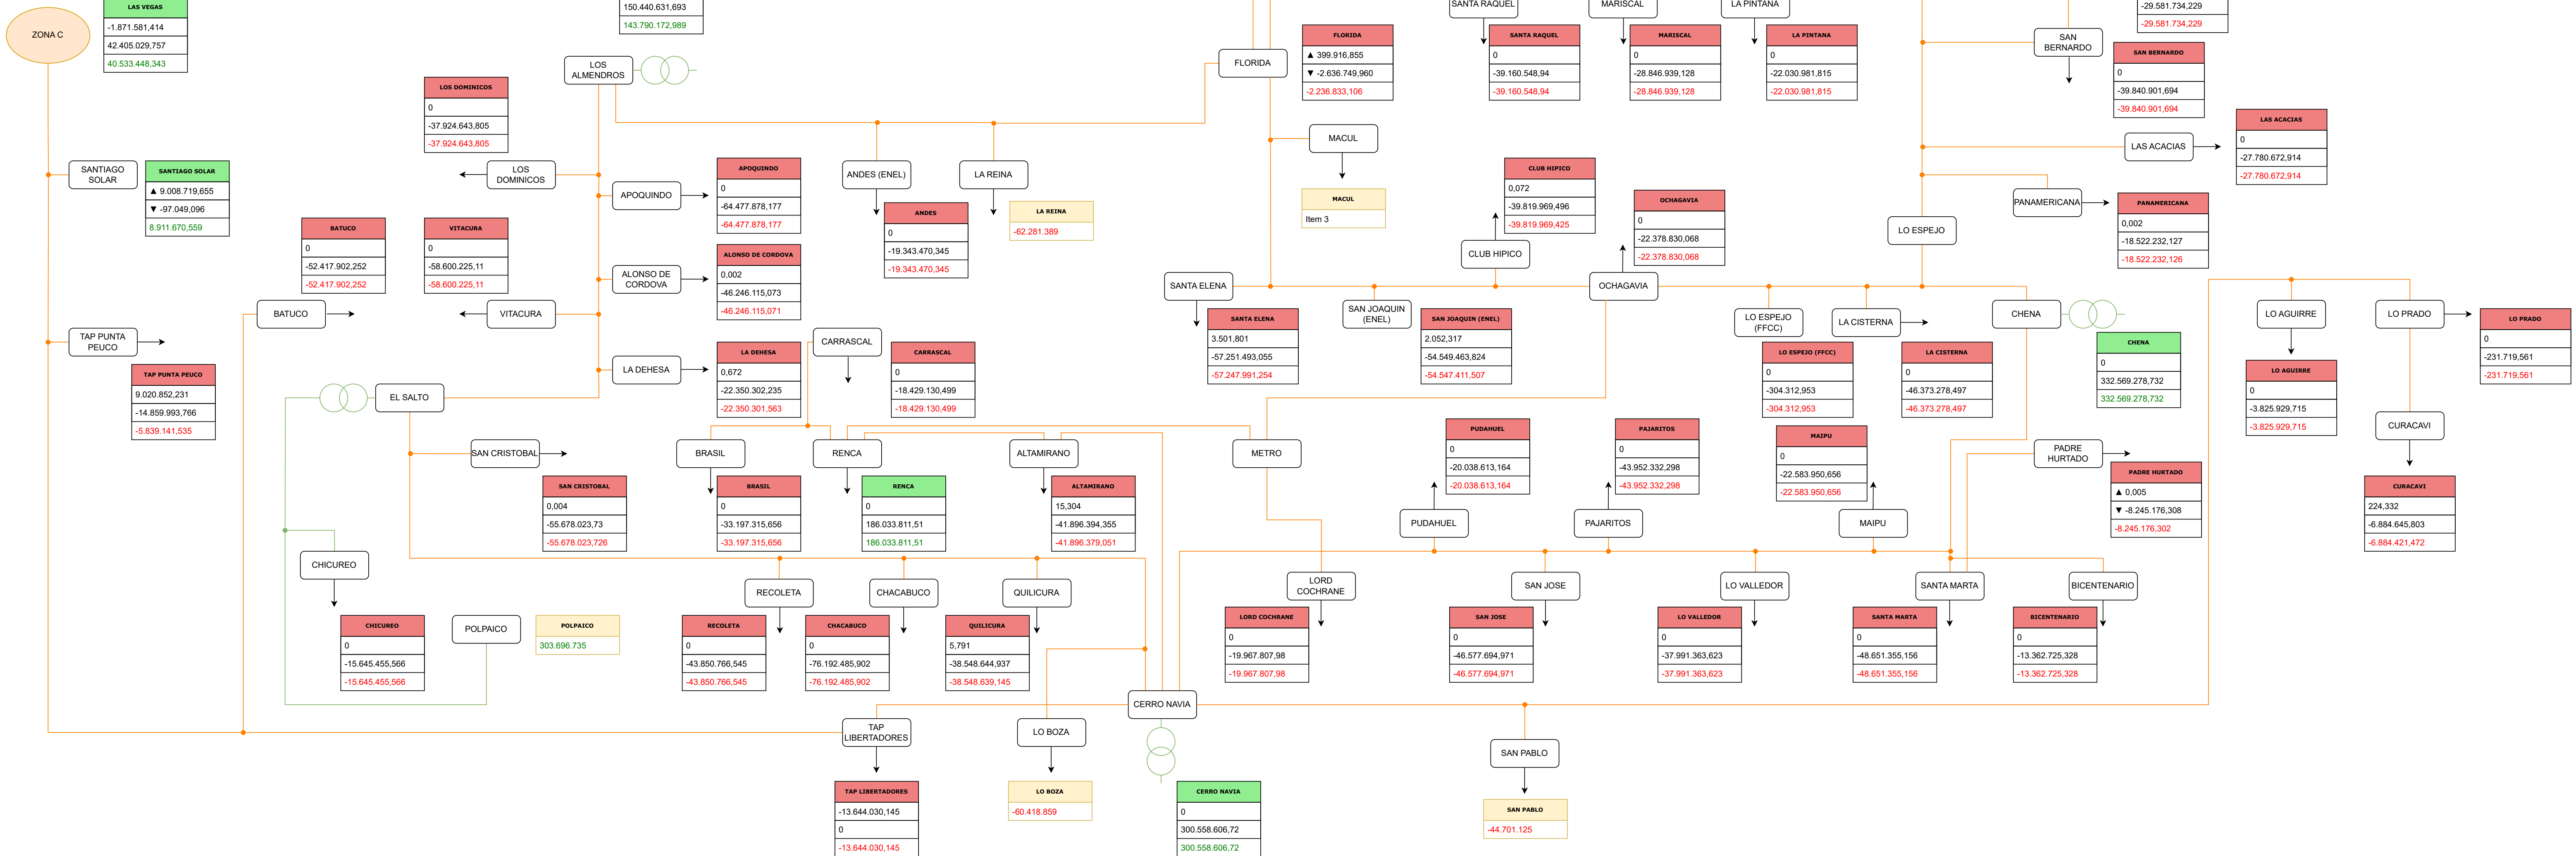 ZONA C
LAS VEGAS
-1.871.581,414
42.405.029,757
40.533.448,343
150.440.631,693
143.790.172,989
LOS
ALMENDROS
LOS DOMINICOS
0
-37.924.643,805
-37.924.643,805
FLORIDA
FLORIDA
▲ 399.916,855
▼ -2.636.749,960
-2.236.833,106
SANTA RAQUEL
SANTA RAQUEL
0
-39.160.548,94
-39.160.548,94
MARISCAL
MARISCAL
0
-28.846.939,128
-28.846.939,128
LA PINTANA
LA PINTANA
0
-22.030.981,815
-22.030.981,815
-29.581.734,229
-29.581.734,229
SAN
BERNARDO
SAN BERNARDO
0
-39.840.901,694
-39.840.901,694
LAS ACACIAS
LAS ACACIAS
0
-27.780.672,914
-27.780.672,914
SANTIAGO
SOLAR
SANTIAGO SOLAR
▲ 9.008.719,655
▼ -97.049,096
8.911.670,559
LOS
DOMINICOS
APOQUINDO
APOQUINDO
0
-64.477.878,177
-64.477.878,177
ANDES (ENEL)
ANDES
0
-19.343.470,345
-19.343.470,345
LA REINA
LA REINA
-62.281.389
MACUL
MACUL
Item 3
CLUB HIPICO
0,072
-39.819.969,496
-39.819.969,425
CLUB HIPICO
OCHAGAVIA
0
-22.378.830,068
-22.378.830,068
OCHAGAVIA
PANAMERICANA
PANAMERICANA
0,002
-18.522.232,127
-18.522.232,126
LO ESPEJO
BATUCO
0
-52.417.902,252
-52.417.902,252
BATUCO
VITACURA
0
-58.600.225,11
-58.600.225,11
VITACURA
ALONSO DE
CORDOVA
ALONSO DE CORDOVA
0,002
-46.246.115,073
-46.246.115,071
SANTA ELENA
SANTA ELENA
3.501,801
-57.251.493,055
-57.247.991,254
SAN JOAQUIN
(ENEL)
SAN JOAQUIN (ENEL)
2.052,317
-54.549.463,824
-54.547.411,507
LO ESPEJO
(FFCC)
LO ESPEJO (FFCC)
0
-304.312,953
-304.312,953
LA CISTERNA
LA CISTERNA
0
-46.373.278,497
-46.373.278,497
CHENA
CHENA
0
332.569.278,732
332.569.278,732
LO AGUIRRE
LO AGUIRRE
0
-3.825.929,715
-3.825.929,715
LO PRADO
LO PRADO
0
-231.719,561
-231.719,561
TAP PUNTA
PEUCO
TAP PUNTA PEUCO
9.020.852,231
-14.859.993,766
-5.839.141,535
EL SALTO
LA DEHESA
LA DEHESA
0,672
-22.350.302,235
-22.350.301,563
CARRASCAL
CARRASCAL
0
-18.429.130,499
-18.429.130,499
SAN CRISTOBAL
SAN CRISTOBAL
0,004
-55.678.023,73
-55.678.023,726
BRASIL
BRASIL
0
-33.197.315,656
-33.197.315,656
RENCA
RENCA
0
186.033.811,51
186.033.811,51
ALTAMIRANO
ALTAMIRANO
15,304
-41.896.394,355
-41.896.379,051
METRO
PUDAHUEL
0
-20.038.613,164
-20.038.613,164
PUDAHUEL
PAJARITOS
0
-43.952.332,298
-43.952.332,298
PAJARITOS
MAIPU
0
-22.583.950,656
-22.583.950,656
MAIPU
PADRE
HURTADO
PADRE HURTADO
▲ 0,005
▼ -8.245.176,308
-8.245.176,302
CURACAVI
CURACAVI
224,332
-6.884.645,803
-6.884.421,472
CHICUREO
CHICUREO
0
-15.645.455,566
-15.645.455,566
POLPAICO
POLPAICO
303.696.735
RECOLETA
RECOLETA
0
-43.850.766,545
-43.850.766,545
CHACABUCO
CHACABUCO
0
-76.192.485,902
-76.192.485,902
QUILICURA
QUILICURA
5,791
-38.548.644,937
-38.548.639,145
LORD
COCHRANE
LORD COCHRANE
0
-19.967.807,98
-19.967.807,98
SAN JOSE
SAN JOSE
0
-46.577.694,971
-46.577.694,971
LO VALLEDOR
LO VALLEDOR
0
-37.991.363,623
-37.991.363,623
SANTA MARTA
SANTA MARTA
0
-48.651.355,156
-48.651.355,156
BICENTENARIO
BICENTENARIO
0
-13.362.725,328
-13.362.725,328
CERRO NAVIA
TAP
LIBERTADORES
TAP LIBERTADORES
-13.644.030,145
0
-13.644.030,145
LO BOZA
LO BOZA
-60.418.859
CERRO NAVIA
0
300.558.606,72
300.558.606,72
SAN PABLO
SAN PABLO
-44.701.125